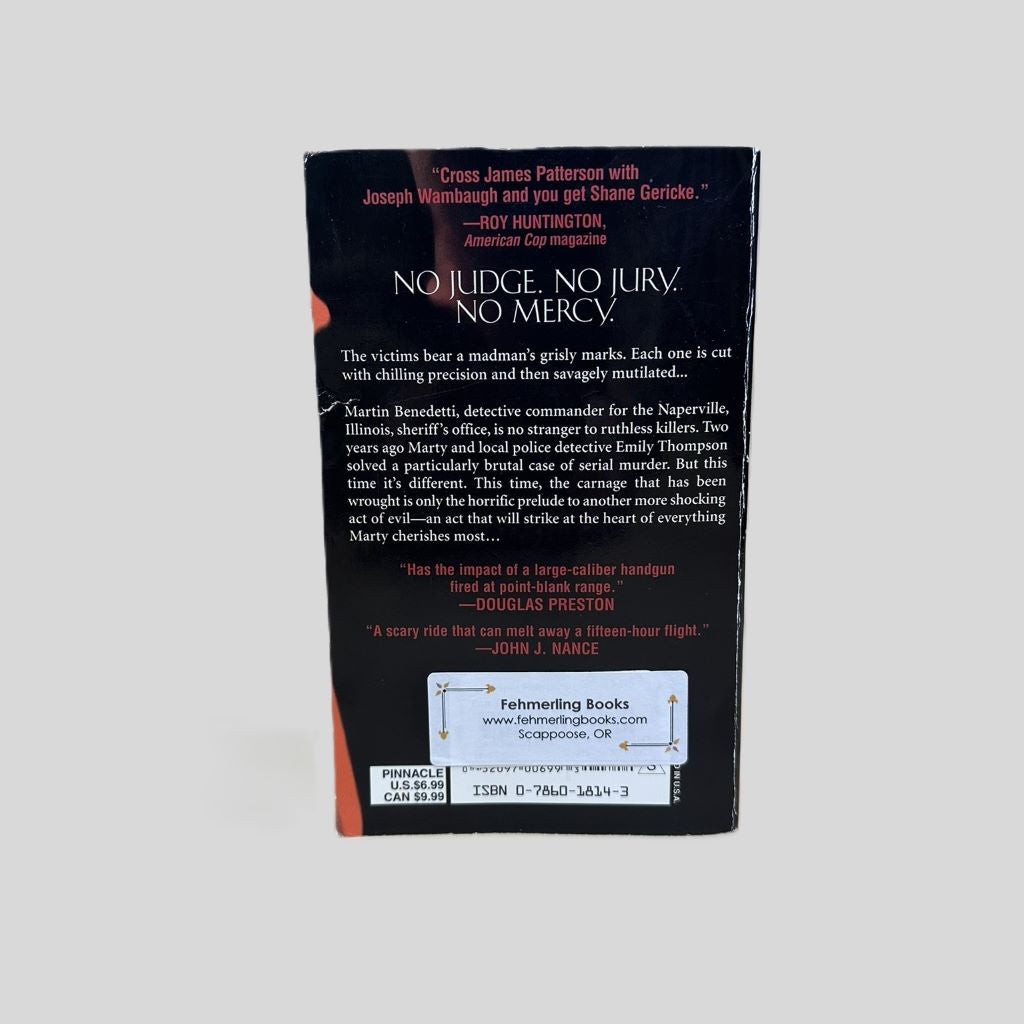 “Cross James Patterson with
Joseph Wambaugh and you get Shane Gericke.”
—ROY HUNTINGTON,
American Cop magazine
NO JUDGE. NO JURY.
NO MERCY.
The victims bear a madman’s grisly marks. Each one is cut
with chilling precision and then savagely mutilated...
Martin Benedetti, detective commander for the Naperville,
Illinois, sheriff’s office, is no stranger to ruthless killers. Two
years ago Marty and local police detective Emily Thompson
solved a particularly brutal case of serial murder. But this
time it’s different. This time, the carnage that has been
wrought is only the horrific prelude to another more shocking
act of evil—an act that will strike at the heart of everything
Marty cherishes most…
“Has the impact of a large-caliber handgun
fired at point-blank range.”
—DOUGLAS PRESTON
“A scary ride that can melt away a fifteen-hour flight.”
—JOHN J. NANCE
Fehmerling Books
www.fehmerlingbooks.com
Scappoose, OR
PINNACLE
U.S.$6.99
CAN $9.99
ISBN 0-7860-1814-3
IN U.S.A.